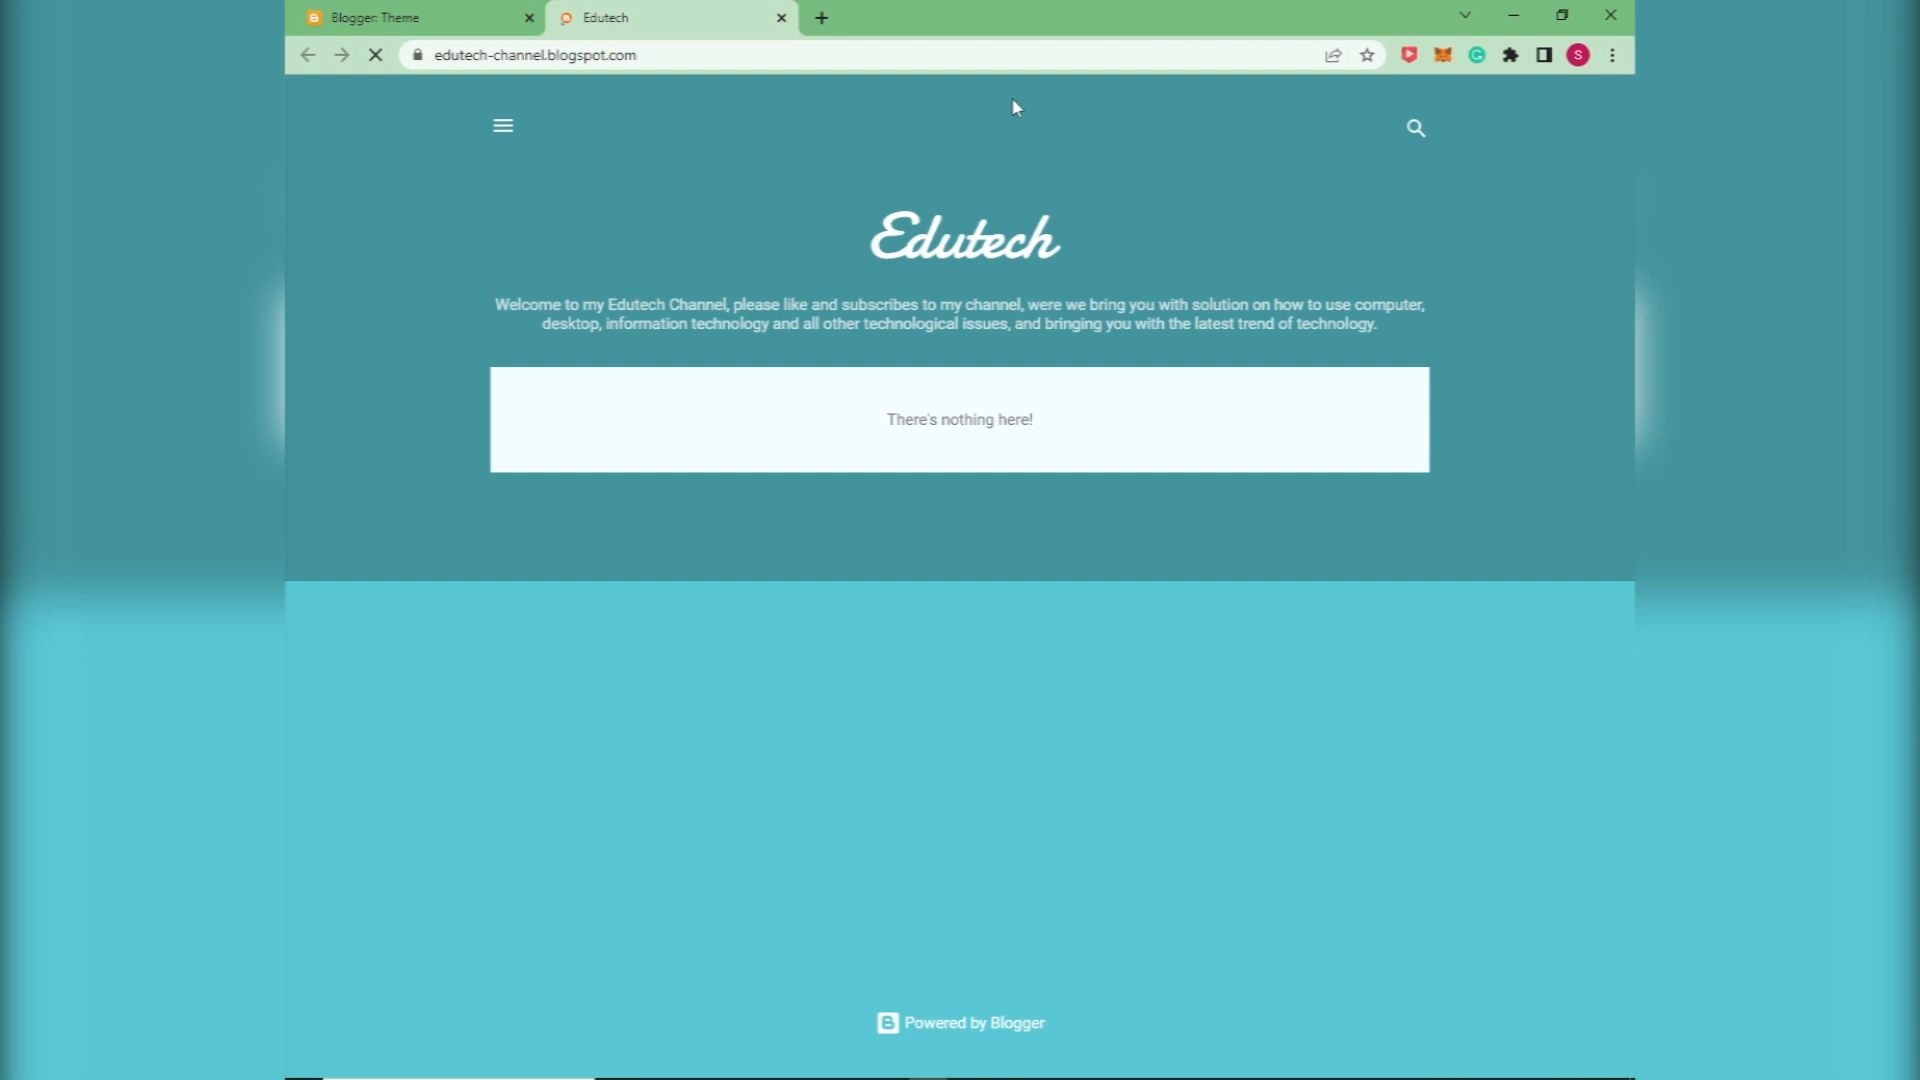 Blogger: Theme
Edutech
edutech-channel.blogspot.com
S
Edutech
Welcome to my Edutech Channel, please like and subscribes to my channel, were we bring you with solution on how to use computer,
desktop, information technology and all other technological issues, and bringing you with the latest trend of technology.
There's nothing here!
Powered by Blogger